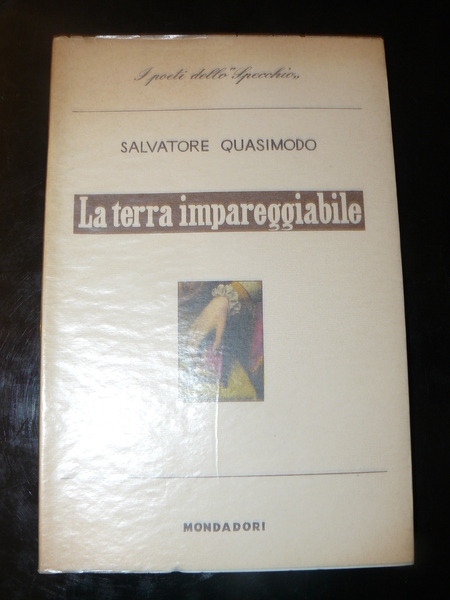 I poeti dello "Specchio„
SALVATORE QUASIMODO
La terra impareggiabile
MONDADORI